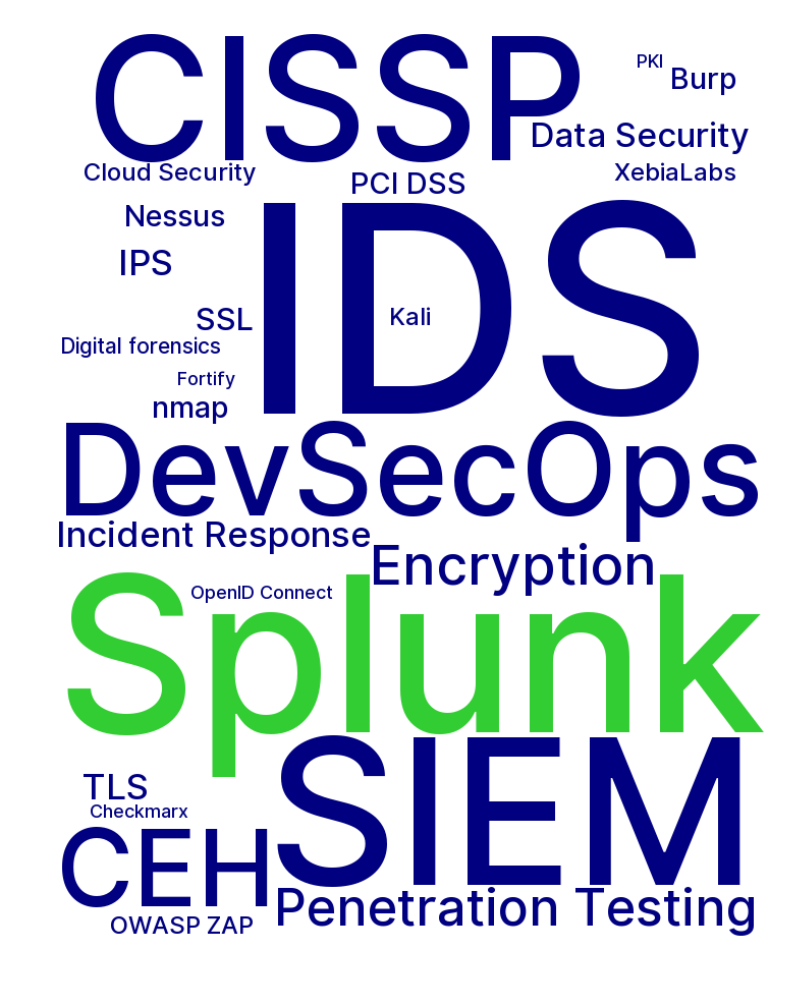 CISSP
PKI
Burp
Data Security
Cloud Security
PCI DSS
XebiaLabs
Nessus
IDS
IPS
SSL
Kali
Digital forensics
Fortify
nmap
DevSecOps
Incident Response
Encryption
OpenID Connect
Splunk
SIEM
TLS
Checkmarx
CEH
Penetration Testing
OWASP ZAP